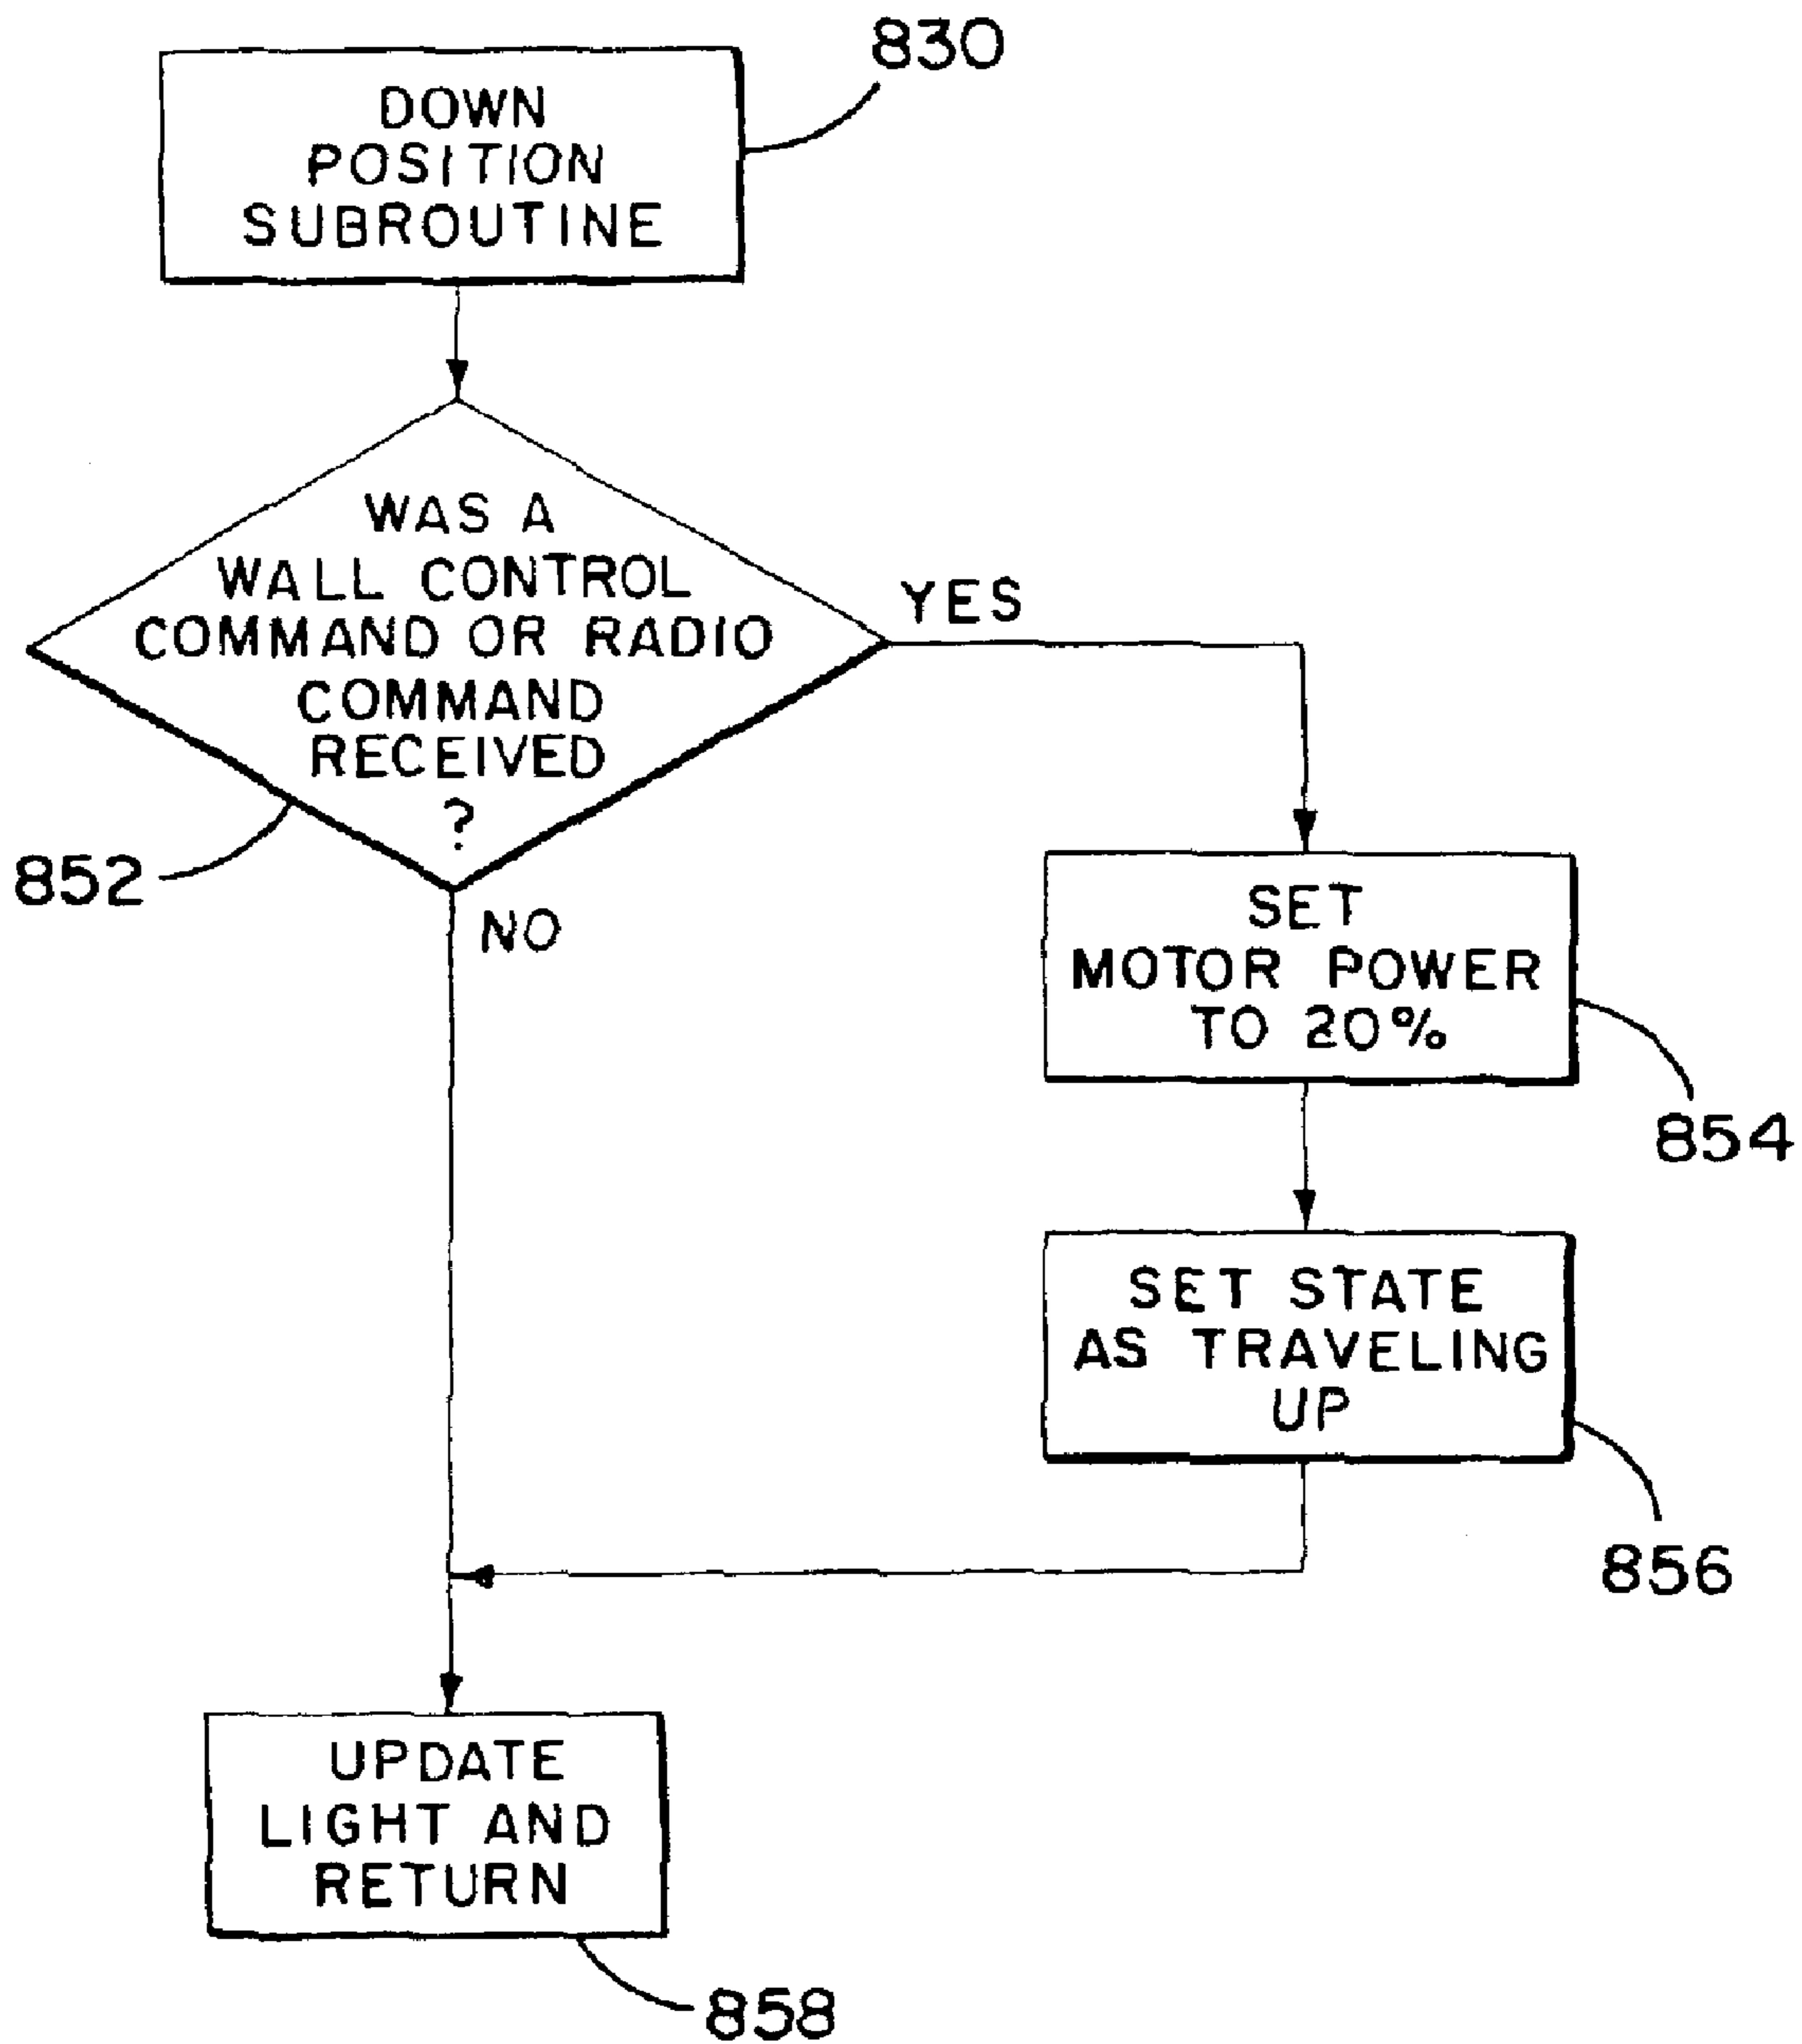 830
DOWN
POSITION
SUBROUTINE
WAS A
WALL CONTROL
COMMAND OR RADIO
COMMAND
RECEIVED
?
YES
852
NO
SET
MOTOR POWER
TO 20%
854
SET STATE
AS TRAVELING
UP
856
UPDATE
LIGHT AND
RETURN
858